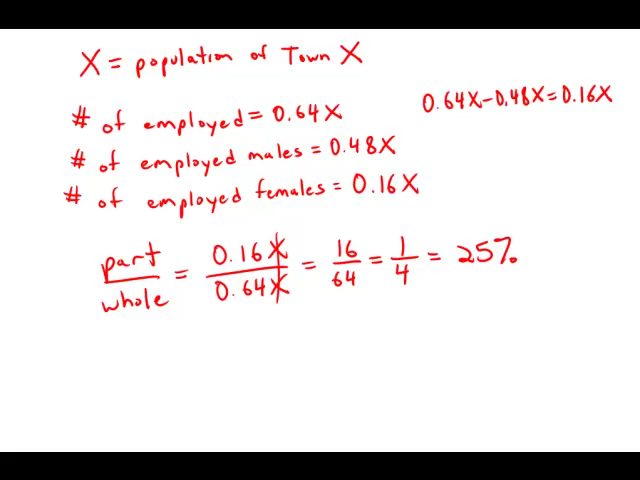 X = population of Town X
# of employed = 0.64X
0.64X - 0.48X = 0.16X
# of employed males = 0.48X
# of employed females = 0.16X
part/whole = 0.16X/0.64X = 16/64 = 1/4 = 25%